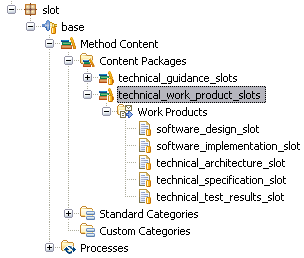 slot
base
Method Content
Content Packages
technical_guidance_slots
technical_work_product_slots
Work Products
software_design_slot
software_implementation_slot
technical_architecture_slot
technical_specification_slot
technical_test_results_slot
Standard Categories
Custom Categories
Processes